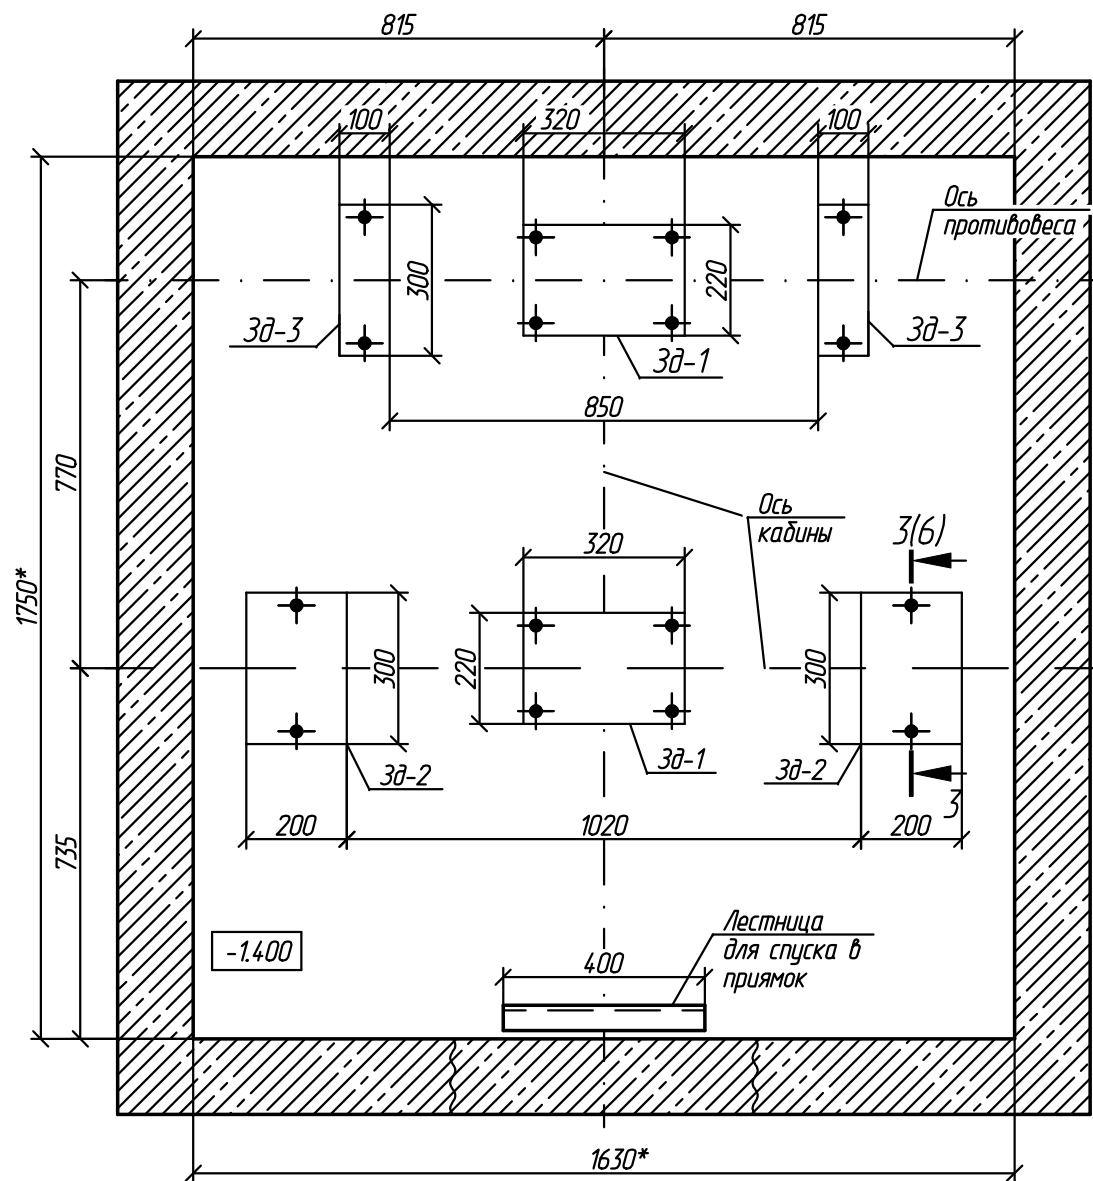 815
815
100
320
100
Ось
противовеса
300
220
Зд-3
Зд-1
Зд-3
850
770
Ось
кабины
3(6)
320
1750*
300
220
300
Зд-2
Зд-1
Зд-2
3
200
1020
200
735
Лестница
для спуска в
приямок
-1.400
400
1630*